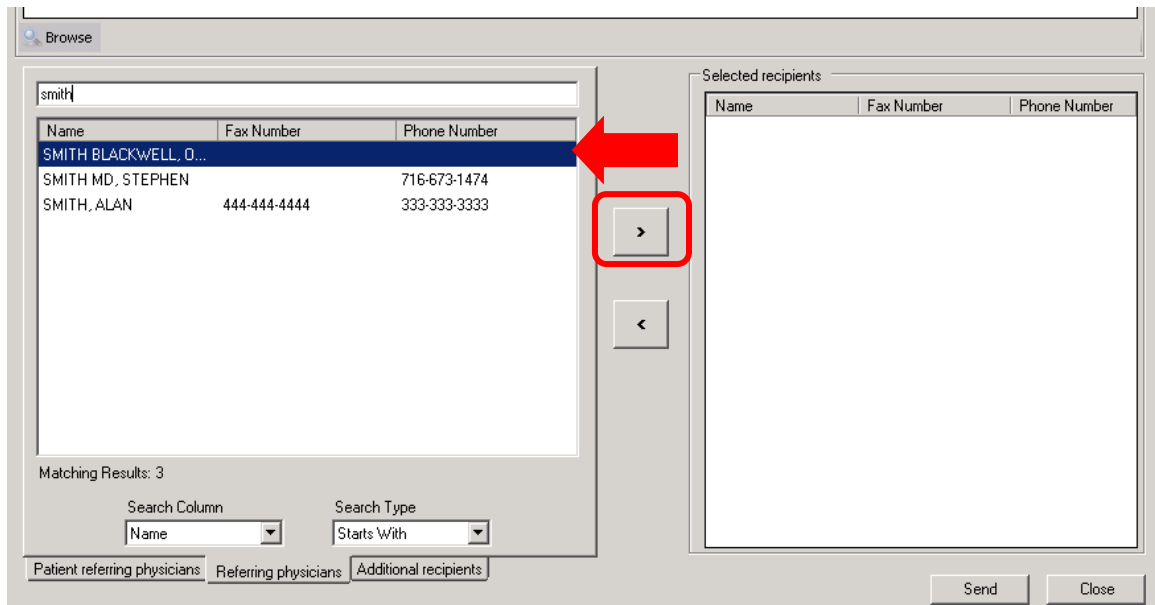 Browse
smith
Name Fax Number Phone Number
SMITH BLACKWELL, O...
SMITH MD, STEPHEN 716-673-1474
SMITH, ALAN 444-444-4444 333-333-3333
Matching Results: 3
Search Column Search Type
Name Starts With
Patient referring physicians Referring physicians Additional recipients
>
<
Selected recipients
Name Fax Number Phone Number
Send Close